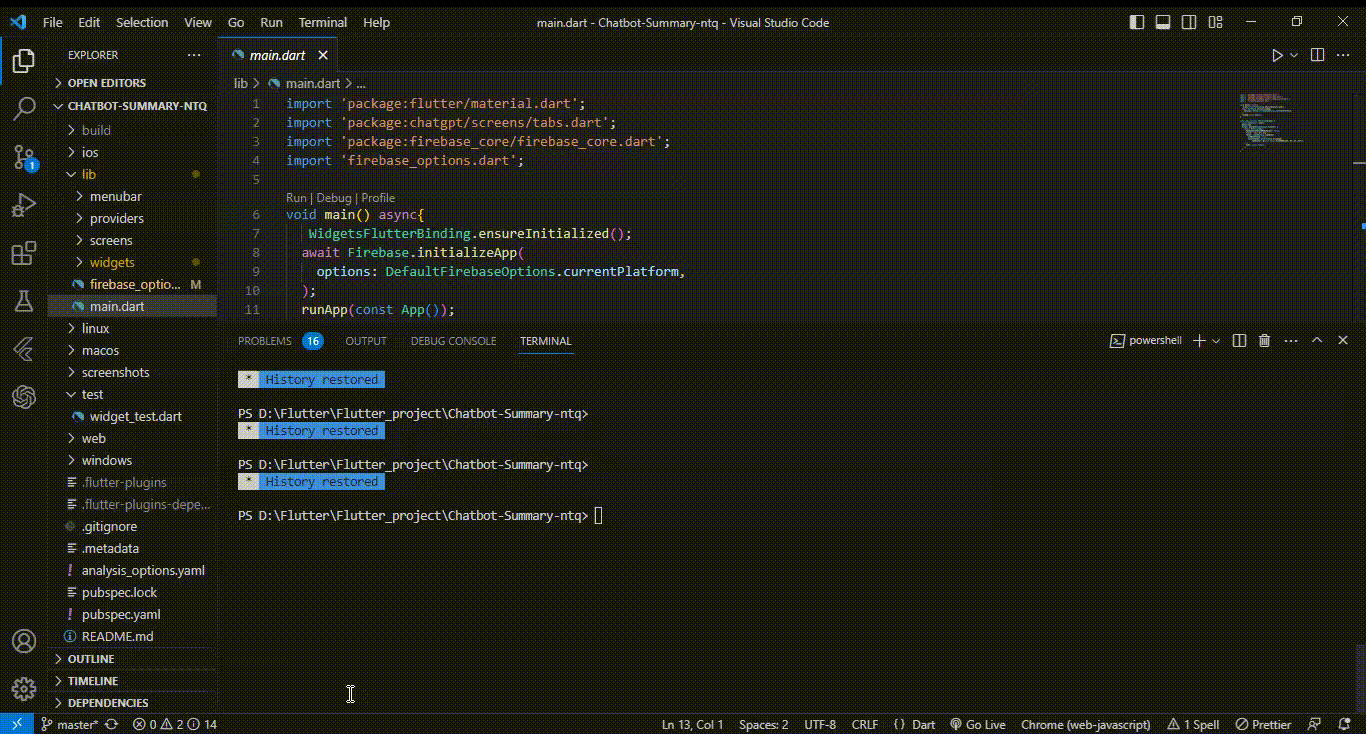 File Edit Selection View Go Run Terminal Help
main.dart - Chatbot-Summary-ntq - Visual Studio Code
EXPLORER
OPEN EDITORS
CHATBOT-SUMMARY-NTQ
build
ios
lib
menubar
providers
screens
widgets
firebase_optio... M
main.dart
linux
macos
screenshots
test
widget_test.dart
web
windows
.flutter-plugins
.flutter-plugins-depe...
.gitignore
.metadata
! analysis_options.yaml
pubspec.lock
! pubspec.yaml
README.md
OUTLINE
TIMELINE
DEPENDENCIES
1
main.dart
lib > main.dart > ...
1 import 'package:flutter/material.dart';
2 import 'package:chatgpt/screens/tabs.dart';
3 import 'package:firebase_core/firebase_core.dart';
4 import 'firebase_options.dart';
5
Run | Debug | Profile
6 void main() async{
7 WidgetsFlutterBinding.ensureInitialized();
8 await Firebase.initializeApp(
9 options: DefaultFirebaseOptions.currentPlatform,
10 );
11 runApp(const App());
PROBLEMS 16 OUTPUT DEBUG CONSOLE TERMINAL
powershell
* History restored
PS D:\Flutter\Flutter_project\Chatbot-Summary-ntq>
* History restored
PS D:\Flutter\Flutter_project\Chatbot-Summary-ntq>
* History restored
PS D:\Flutter\Flutter_project\Chatbot-Summary-ntq>
master* 0 2 14
Ln 13, Col 1 Spaces: 2 UTF-8 CRLF {} Dart Go Live Chrome (web-javascript) 1 Spell Prettier